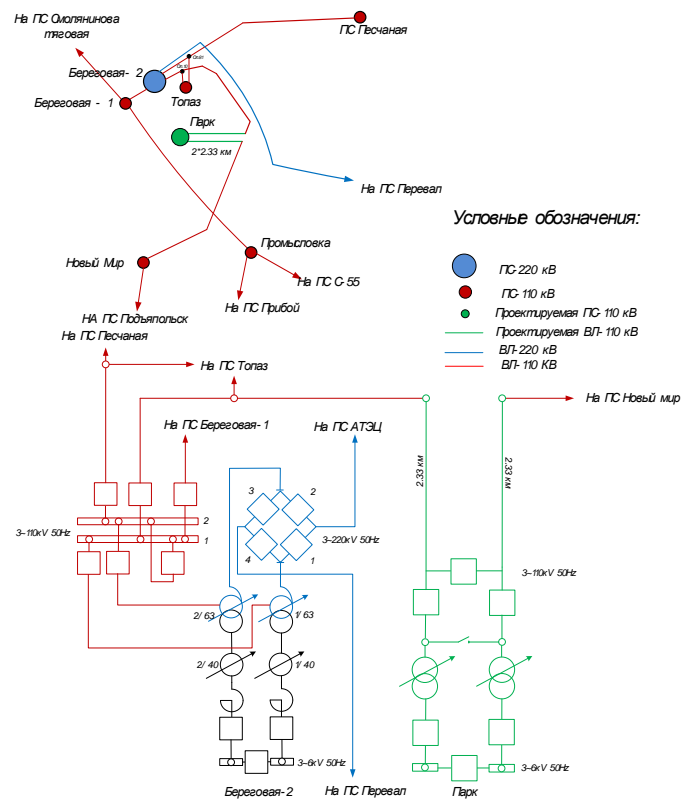 На ПС Смолянинова
тяговая
ПС Песчаная
Береговая- 2
Береговая - 1
Топаз
Парк
2*2.33 км
На ПС Перевал
Условные обозначения:
Новый Мир
Промысловка
На ПС С-55
НА ПС Подъяпольск
На ПС Прибой
ПС-220 кВ
ПС-110 кВ
Проектируемая ПС-110 кВ
Проектируемая ВЛ-110 кВ
ВЛ-220 кВ
ВЛ-110 КВ
На ПС Песчаная
На ПС Топаз
На ПС Новый мир
На ПС Береговая-1
На ПС АТЭЦ
2.33 км
2.33 км
3
2
2
3~110kV 50Hz
1
3~220kV 50Hz
4
1
3~110kV 50Hz
2/63
1/63
2/40
1/40
3~6kV 50Hz
3~6kV 50Hz
Береговая-2
На ПС Перевал
Парк